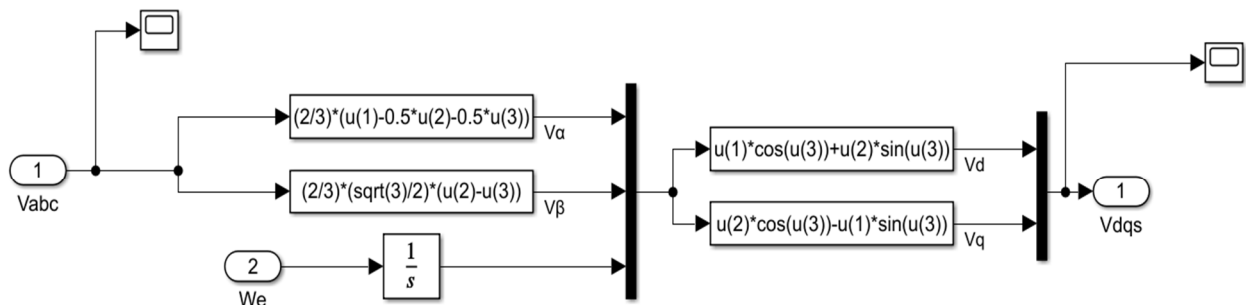 (2/3)*(u(1)-0.5*u(2)-0.5*u(3))
Vα
1
Vabc
(2/3)*(sqrt(3)/2)*(u(2)-u(3))
Vβ
2
We
1
s
u(1)*cos(u(3))+u(2)*sin(u(3))
Vd
u(2)*cos(u(3))-u(1)*sin(u(3))
Vq
1
Vdqs